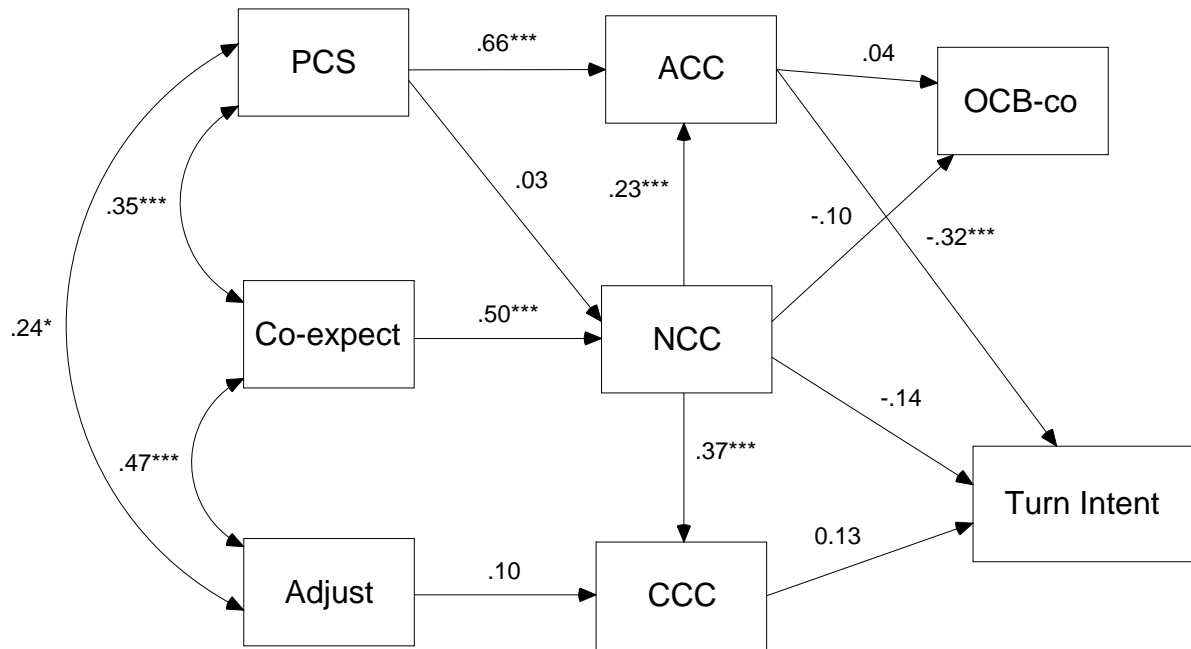 PCS
.66***
ACC
.04
OCB-co
.35***
.03
.23***
-.10
-.32***
.24*
Co-expect
.50***
NCC
-.14
.47***
.37***
Turn Intent
0.13
Adjust
.10
CCC